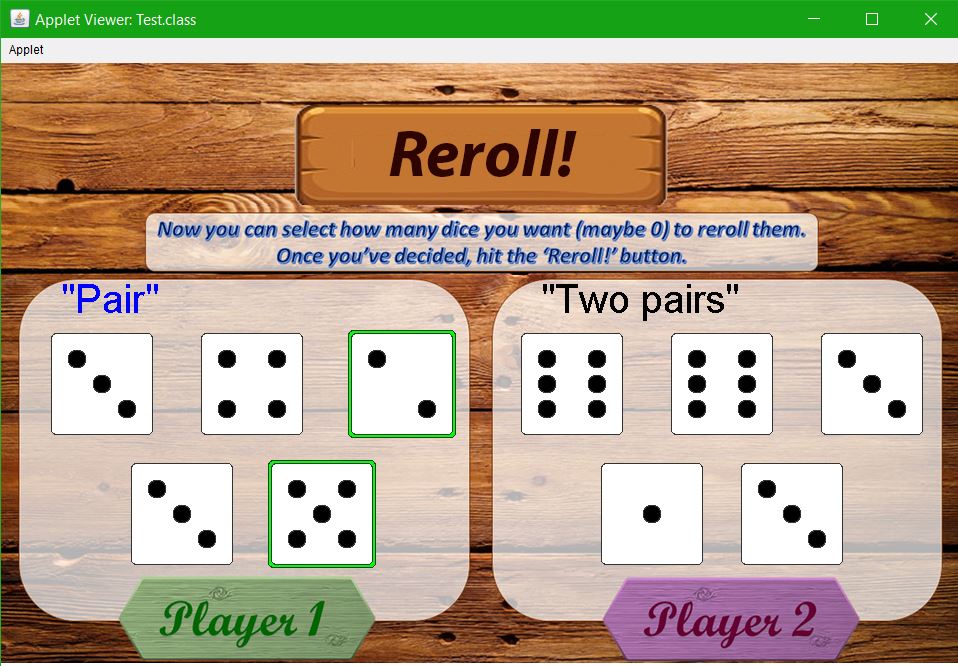 Applet Viewer: Test.class
Applet
Reroll!
Now you can select how many dice you want (maybe 0) to reroll them.
Once you've decided, hit the 'Reroll!' button.
"Pair"
"Two pairs"
Player 1
Player 2